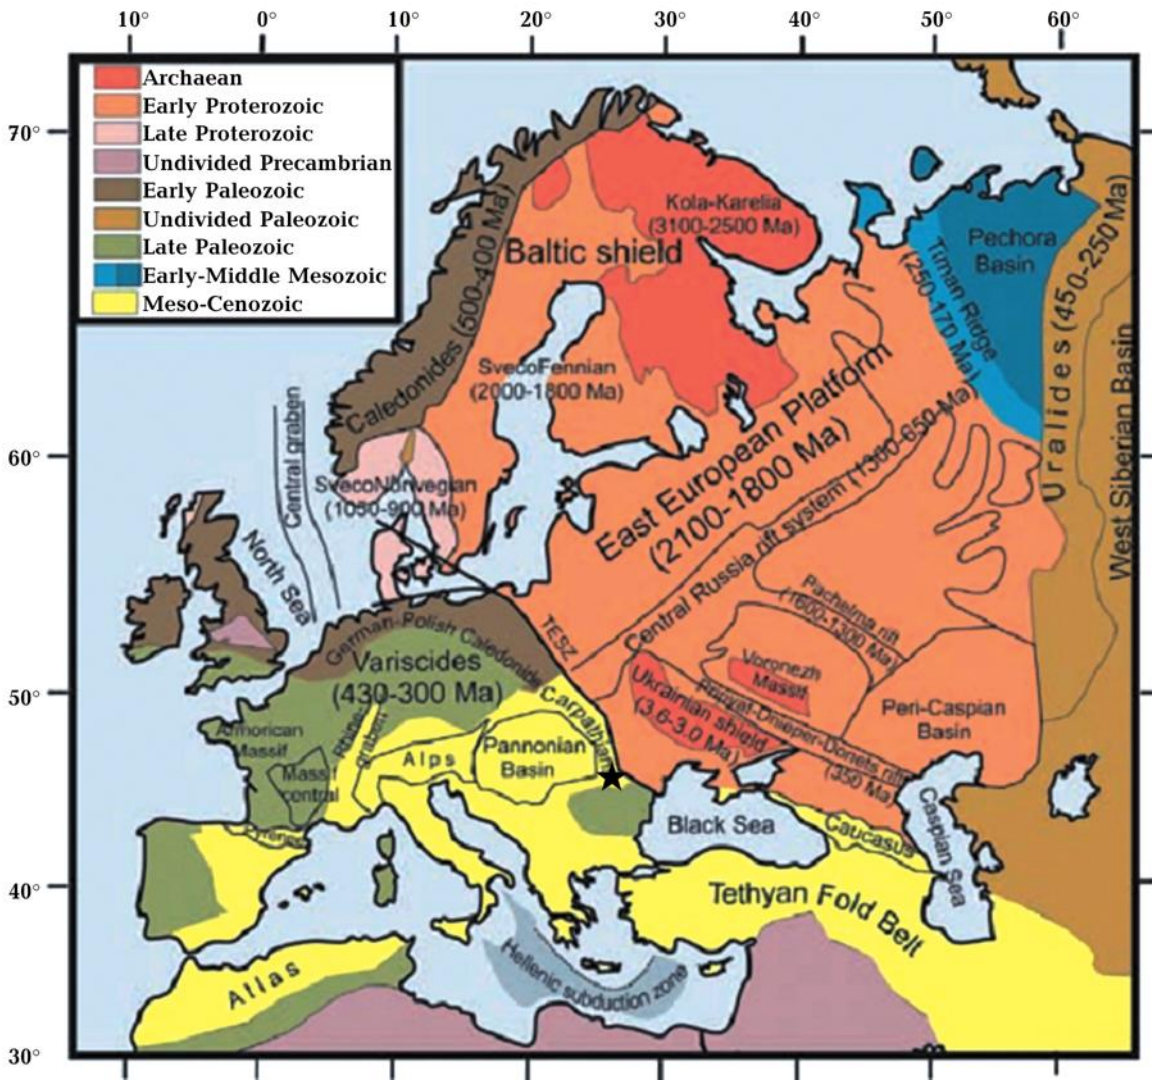 10° 0° 10° 20° 30° 40° 50° 60°
Archaean
Early Proterozoic
Late Proterozoic
Undivided Precambrian
Early Paleozoic
Undivided Paleozoic
Late Paleozoic
Early-Middle Mesozoic
Meso-Cenozoic
70°
60°
50°
40°
30°
Kola-Karelia
(3100-2500 Ma)
Baltic shield
Pechora
Basin
Timan Ridge
(250-170 Ma)
Uralides (450-250 Ma)
West Siberian Basin
Caledonides (500-400 Ma)
SvecoFennian
(2000-1800 Ma)
East European Platform
(2100-1800 Ma)
Central Russia rift system (1300-650 Ma)
Central graben
SvecoNorwegian
(1050-900 Ma)
North Sea
Pachelma rift
(1600-1300 Ma)
TESZ
German-Polish Caledonide
Variscides
(430-300 Ma)
Voronezh
Massif
Ukrainian shield
(3.6-3.0 Ma)
Pripyat-Dnieper-Donets rift
(350 Ma)
Peri-Caspian
Basin
Carpathians
Armorican
Massif
Rhine
graben
Massif
central
Alps
Pannonian
Basin
Pyrenees
Black Sea
Caucasus
Caspian Sea
Tethyan Fold Belt
Hellenic subduction zone
Atlas